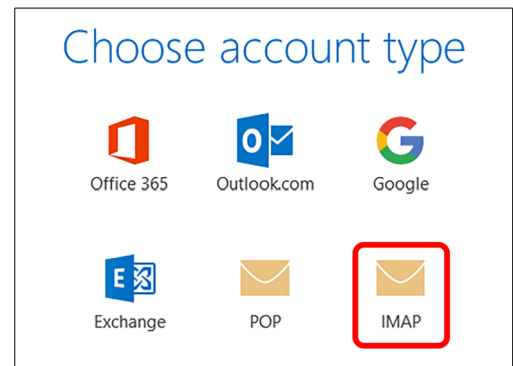 Choose account type
Office 365
Outlook.com
Google
Exchange
POP
IMAP